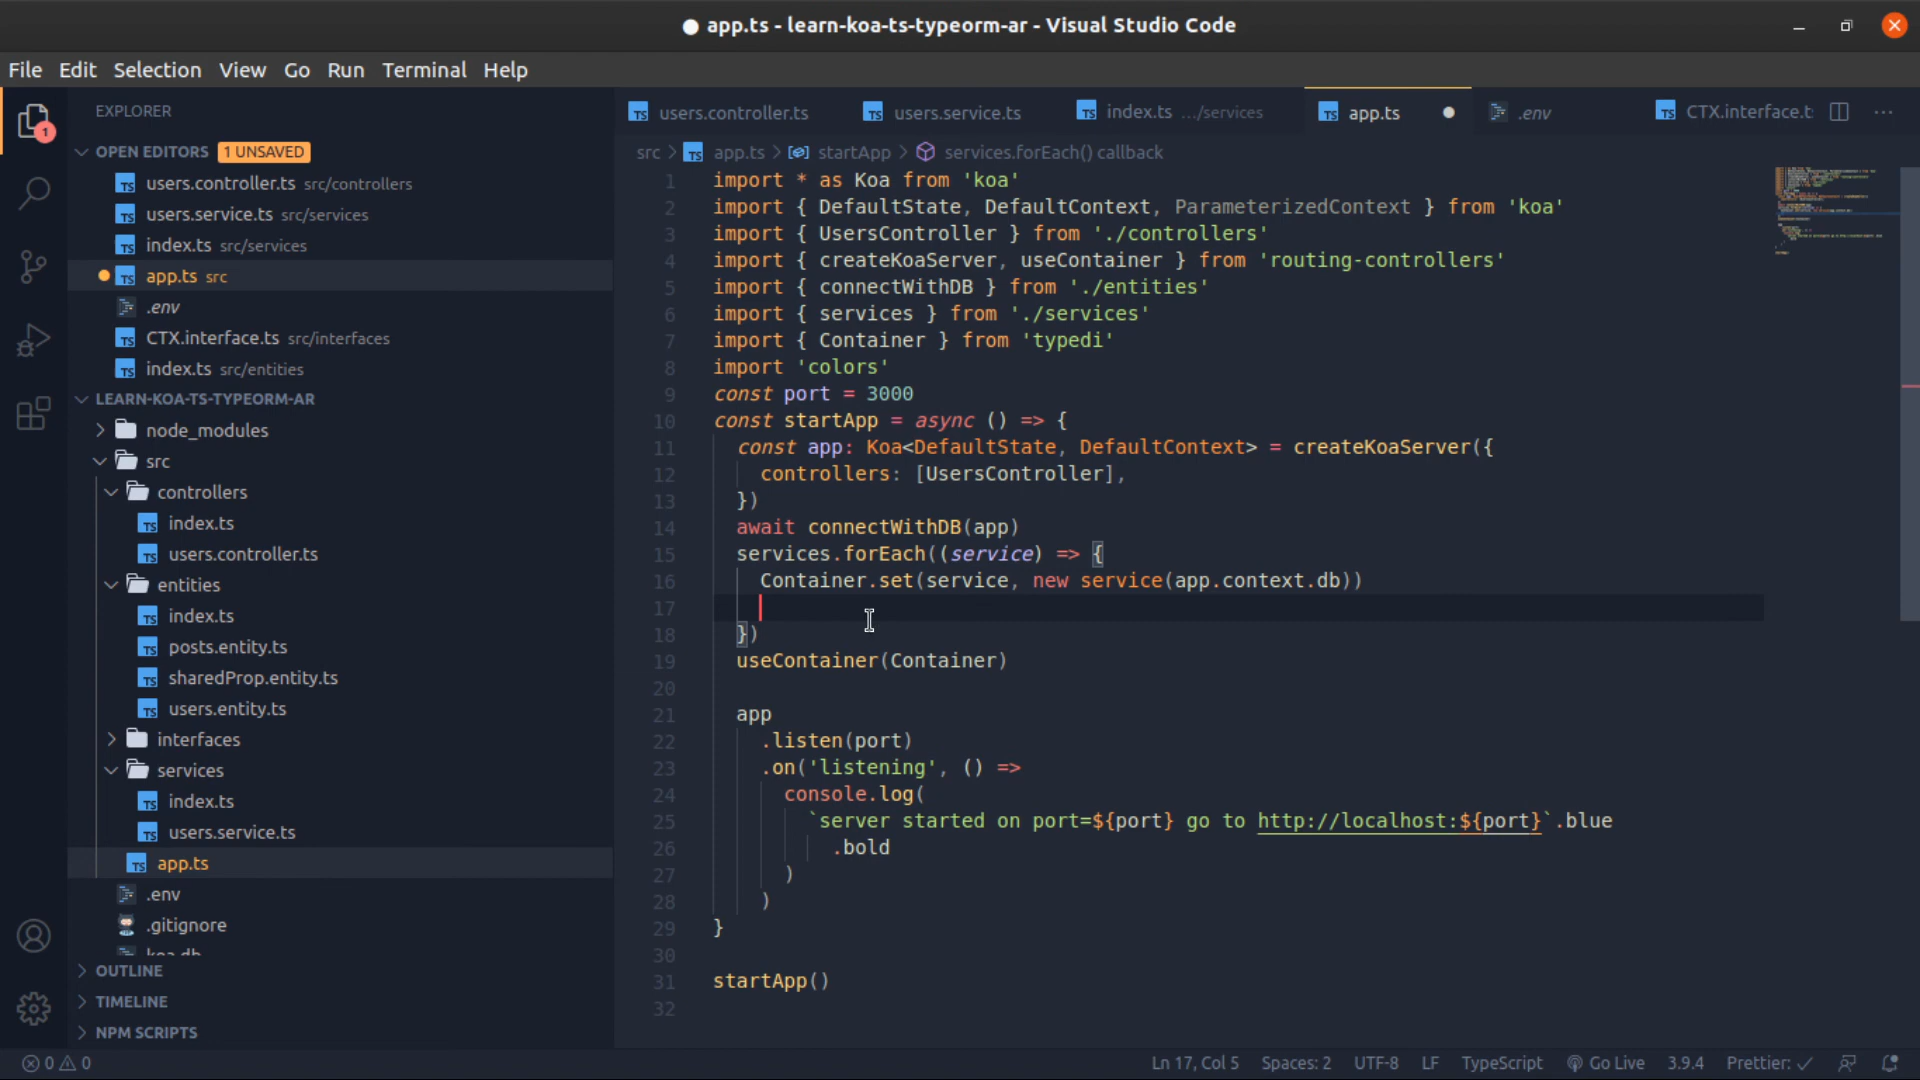 app.ts - learn-koa-ts-typeorm-ar - Visual Studio Code
File Edit Selection View Go Run Terminal Help
EXPLORER
OPEN EDITORS 1 UNSAVED
users.controller.ts src/controllers
users.service.ts src/services
index.ts src/services
app.ts src
.env
CTX.interface.ts src/interfaces
index.ts src/entities
LEARN-KOA-TS-TYPEORM-AR
node_modules
src
controllers
index.ts
users.controller.ts
entities
index.ts
posts.entity.ts
sharedProp.entity.ts
users.entity.ts
interfaces
services
index.ts
users.service.ts
app.ts
.env
.gitignore
koa.db
OUTLINE
TIMELINE
NPM SCRIPTS
users.controller.ts users.service.ts index.ts .../services app.ts .env CTX.interface.t
src > app.ts > startApp > services.forEach() callback
1 import * as Koa from 'koa'
2 import { DefaultState, DefaultContext, ParameterizedContext } from 'koa'
3 import { UsersController } from './controllers'
4 import { createKoaServer, useContainer } from 'routing-controllers'
5 import { connectWithDB } from './entities'
6 import { services } from './services'
7 import { Container } from 'typedi'
8 import 'colors'
9 const port = 3000
10 const startApp = async () => {
11 const app: Koa<DefaultState, DefaultContext> = createKoaServer({
12 controllers: [UsersController],
13 })
14 await connectWithDB(app)
15 services.forEach((service) => {
16 Container.set(service, new service(app.context.db))
17
18 })
19 useContainer(Container)
20
21 app
22 .listen(port)
23 .on('listening', () =>
24 console.log(
25 `server started on port=${port} go to http://localhost:${port}`.blue
26 .bold
27 )
28 )
29 }
30
31 startApp()
32
0 0 Ln 17, Col 5 Spaces: 2 UTF-8 LF TypeScript Go Live 3.9.4 Prettier: ✓